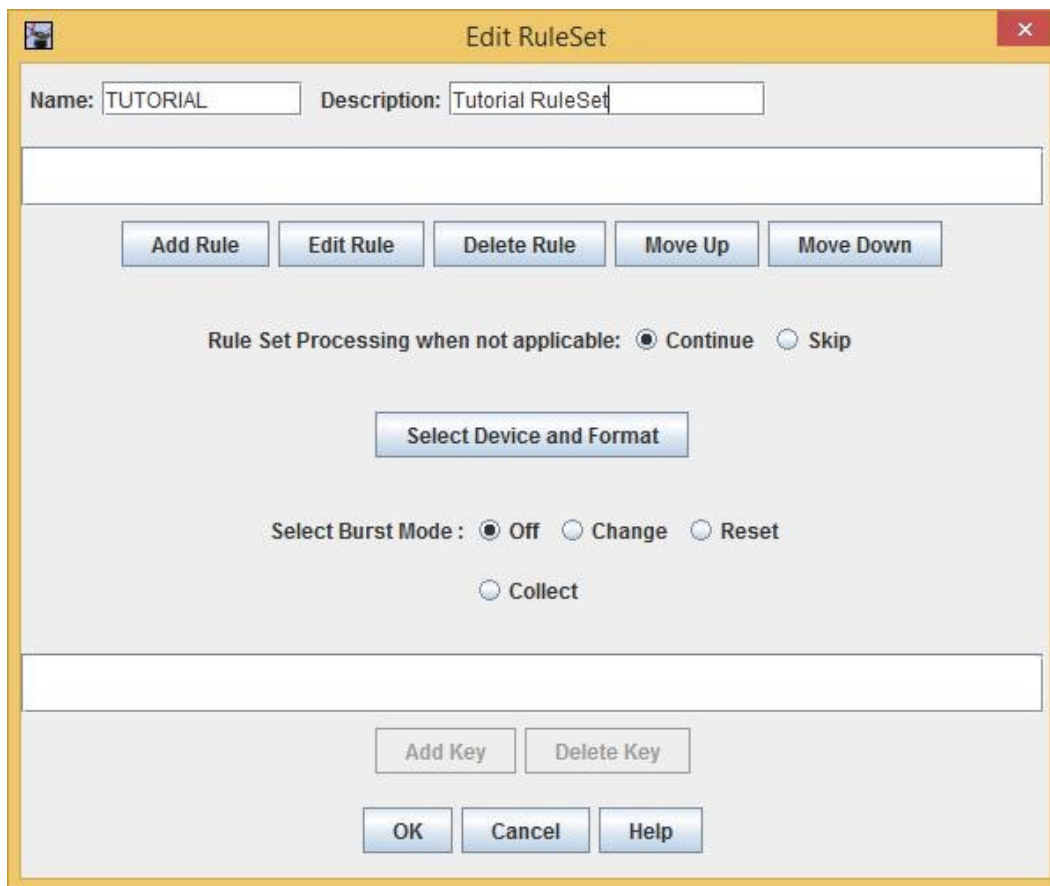 Edit RuleSet
Name: TUTORIAL Description: Tutorial RuleSet
Add Rule Edit Rule Delete Rule Move Up Move Down
Rule Set Processing when not applicable: Continue Skip
Select Device and Format
Select Burst Mode : Off Change Reset
Collect
Add Key Delete Key
OK Cancel Help